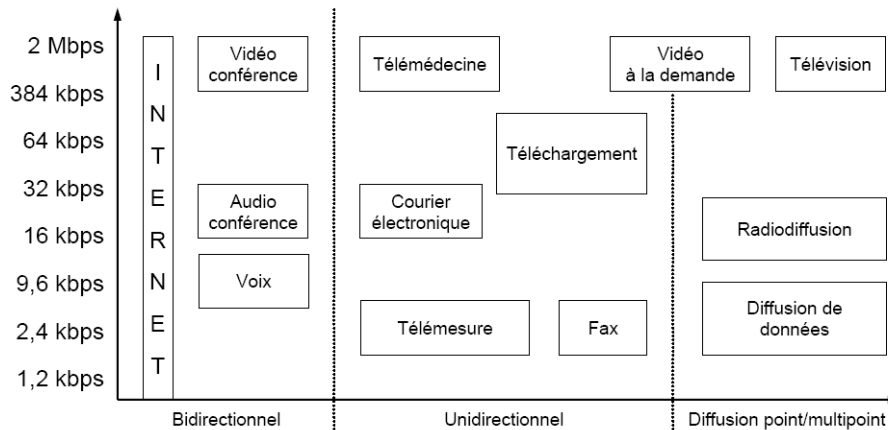 2 Mbps
384 kbps
64 kbps
32 kbps
16 kbps
9,6 kbps
2,4 kbps
1,2 kbps
I
N
T
E
R
N
E
T
Vidéo
conférence
Audio
conférence
Voix
Télémédecine
Téléchargement
Courier
électronique
Télémesure
Fax
Vidéo
à la demande
Télévision
Radiodiffusion
Diffusion de
données
Bidirectionnel
Unidirectionnel
Diffusion point/multipoint